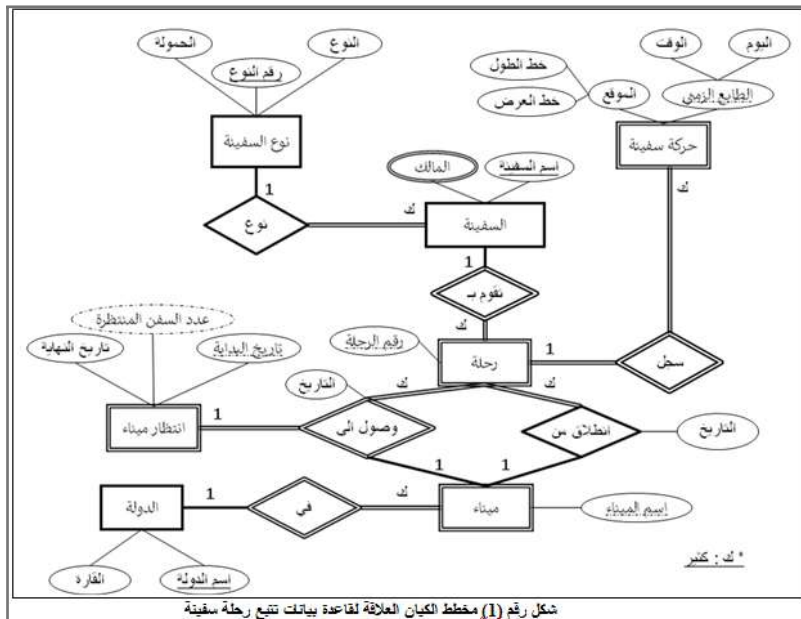 الحمولة
النوع
رقم النوع
نوع السفينة
1
نوع
ك
المالك
اسم السفينة
السفينة
1
تقوم بـ
ك
خط الطول
خط العرض
الموقع
الوقت
اليوم
الطابع الزمني
حركة سفينة
ك
سجل
1
رقم الرحلة
رحلة
ك
ك
عدد السفن المنتظرة
تاريخ النهاية
تاريخ البداية
انتظار ميناء
1
التاريخ
وصول الى
1
انطلاق من
1
التاريخ
الدولة
1
في
ك
ميناء
اسم الميناء
القارة
اسم الدولة
* ك : كثير
شكل رقم (1) مخطط الكيان العلاقة لقاعدة بيانات تتبع رحلة سفينة